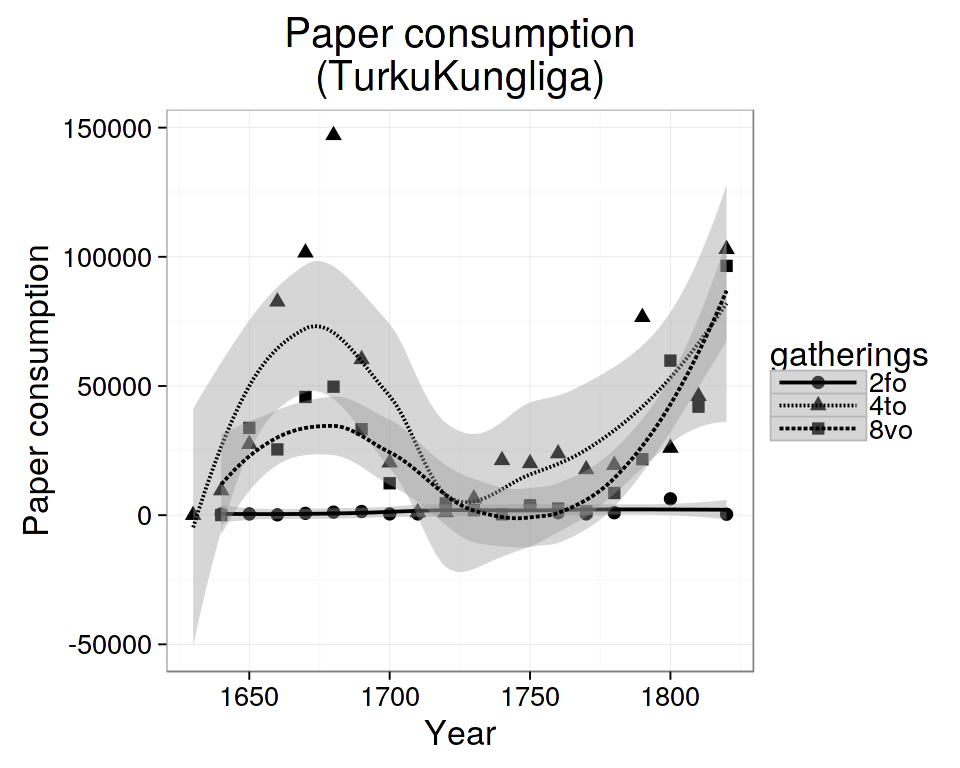 Paper consumption
(TurkuKungliga)
150000
100000
50000
0
-50000
Paper consumption
1650
1700
1750
1800
Year
gatherings
2fo
4to
8vo